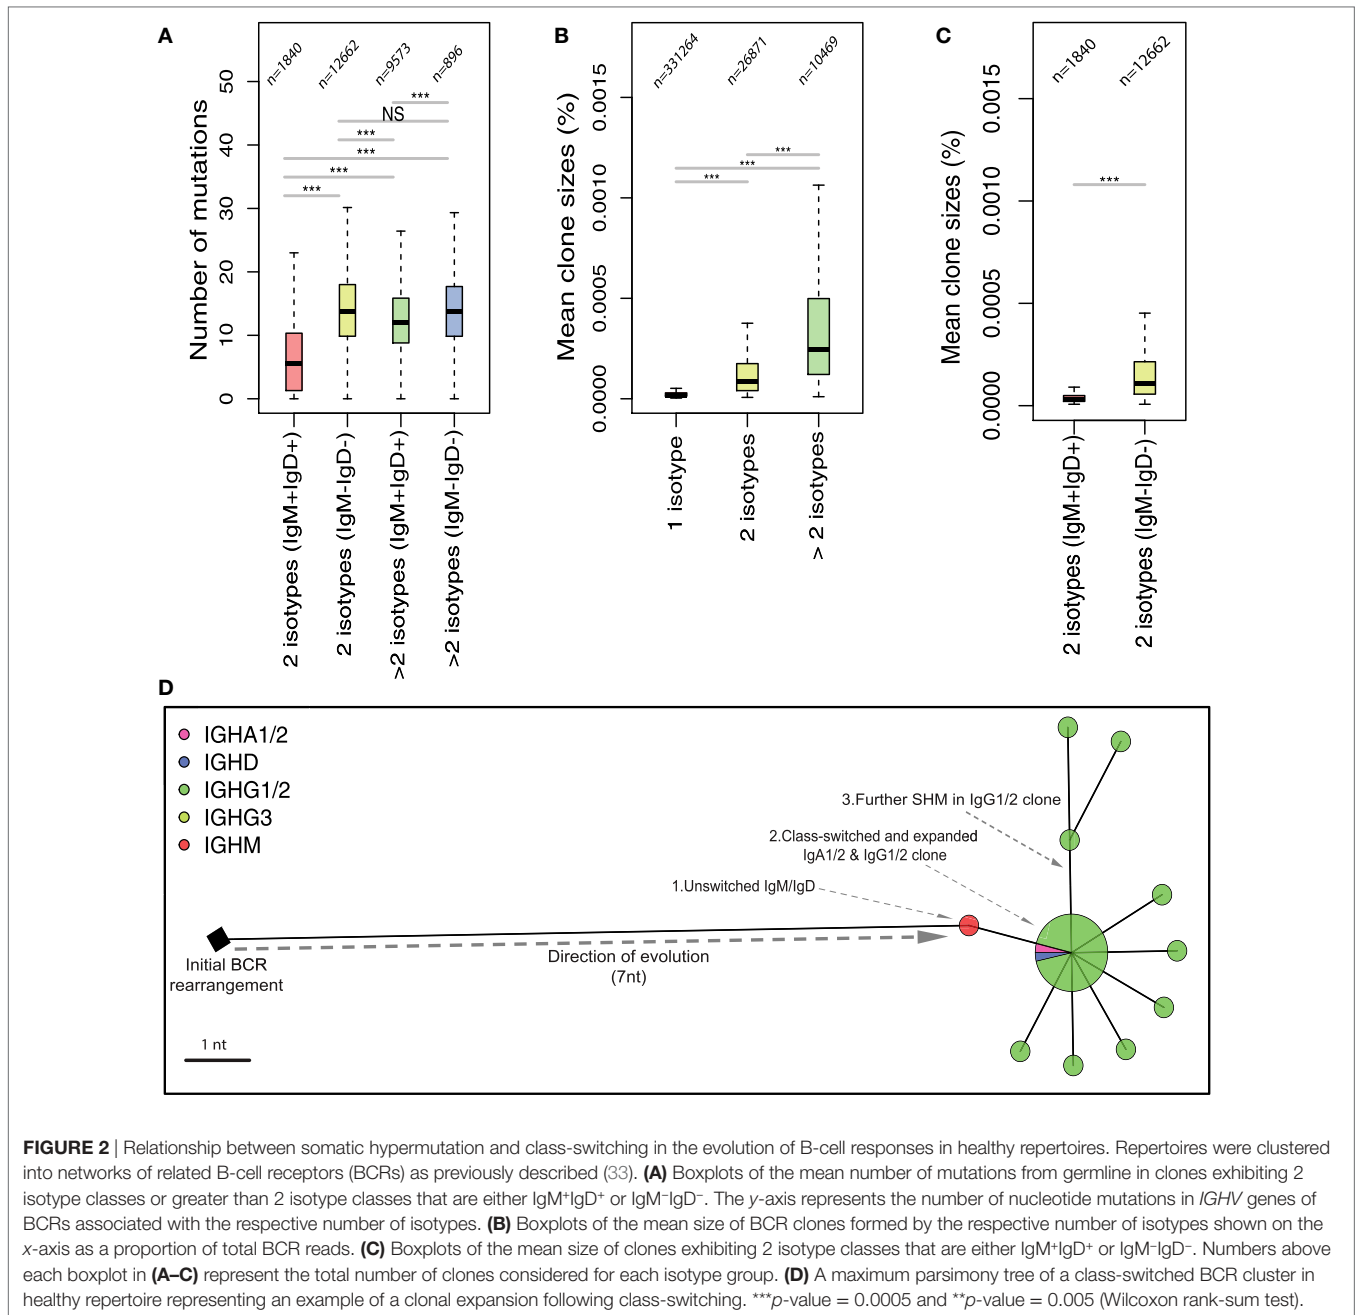 A
n=1840
n=12662
n=9573
n=896
Number of mutations
50
40
30
20
10
0
***
NS
***
***
***
***
2 isotypes (IgM+IgD+)
2 isotypes (IgM-IgD-)
>2 isotypes (IgM+IgD+)
>2 isotypes (IgM-IgD-)
B
n=331264
n=26871
n=10469
Mean clone sizes (%)
0.0015
0.0010
0.0005
0.0000
***
***
***
1 isotype
2 isotypes
> 2 isotypes
C
n=1840
n=12662
Mean clone sizes (%)
0.0015
0.0010
0.0005
0.0000
***
2 isotypes (IgM+IgD+)
2 isotypes (IgM-IgD-)
D
IGHA1/2
IGHD
IGHG1/2
IGHG3
IGHM
3.Further SHM in IgG1/2 clone
2.Class-switched and expanded
IgA1/2 & IgG1/2 clone
1.Unswitched IgM/IgD
Initial BCR
rearrangement
Direction of evolution
(7nt)
1 nt
FIGURE 2 | Relationship between somatic hypermutation and class-switching in the evolution of B-cell responses in healthy repertoires. Repertoires were clustered
into networks of related B-cell receptors (BCRs) as previously described (33). (A) Boxplots of the mean number of mutations from germline in clones exhibiting 2
isotype classes or greater than 2 isotype classes that are either IgM⁺IgD⁺ or IgM⁻IgD⁻. The y-axis represents the number of nucleotide mutations in IGHV genes of
BCRs associated with the respective number of isotypes. (B) Boxplots of the mean size of BCR clones formed by the respective number of isotypes shown on the
x-axis as a proportion of total BCR reads. (C) Boxplots of the mean size of clones exhibiting 2 isotype classes that are either IgM⁺IgD⁺ or IgM⁻IgD⁻. Numbers above
each boxplot in (A–C) represent the total number of clones considered for each isotype group. (D) A maximum parsimony tree of a class-switched BCR cluster in
healthy repertoire representing an example of a clonal expansion following class-switching. ***p-value = 0.0005 and **p-value = 0.005 (Wilcoxon rank-sum test).